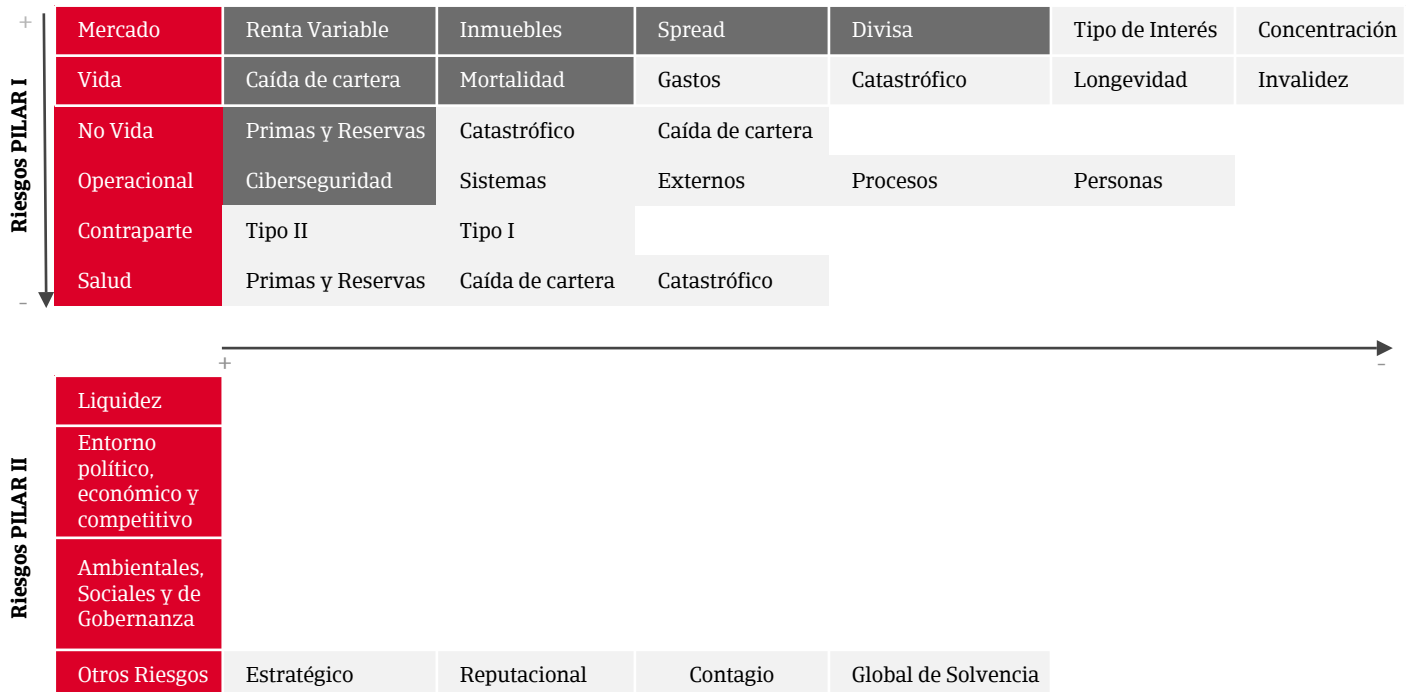 +
Riesgos PILAR I
Mercado Renta Variable Inmuebles Spread Divisa Tipo de Interés Concentración
Vida Caída de cartera Mortalidad Gastos Catastrófico Longevidad Invalidez
No Vida Primas y Reservas Catastrófico Caída de cartera
Operacional Ciberseguridad Sistemas Externos Procesos Personas
Contraparte Tipo II Tipo I
Salud Primas y Reservas Caída de cartera Catastrófico
-
+ -
Riesgos PILAR II
Liquidez
Entorno
político,
económico y
competitivo
Ambientales,
Sociales y de
Gobernanza
Otros Riesgos Estratégico Reputacional Contagio Global de Solvencia